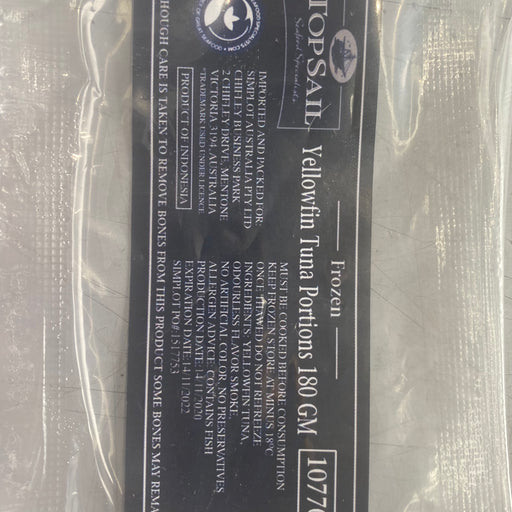 TOPSAIL
Seafood Specialists
Frozen
Yellowfin Tuna Portions 180 GM
1077
IMPORTED AND PACKED FOR:
SIMPLOT AUSTRALIA PTY LTD
CHIFLEY BUSINESS PARK
2 CHIFLEY DRIVE, MENTONE
VICTORIA 3194, AUSTRALIA
TRADEMARK USED UNDER LICENCE
PRODUCT OF INDONESIA
MUST BE COOKED BEFORE CONSUMPTION
KEEP FROZEN STORE AT MINUS 18°C
ONCE THAWED DO NOT REFREEZE
INGREDIENTS: YELLOWFIN TUNA,
ODOURLESS FLAVOR SMOKE.
NO ARTIFICIAL COLOR, NO PRESERVATIVES
ALLERGEN ADVICE: CONTAINS FISH
PRODUCTION DATE: 14/11/2020
EXPIRATION DATE: 14/11/2022
SIMPLOT PO#: 1517753
THOUGH CARE IS TAKEN TO REMOVE BONES FROM THIS PRODUCT SOME BONES MAY REMA